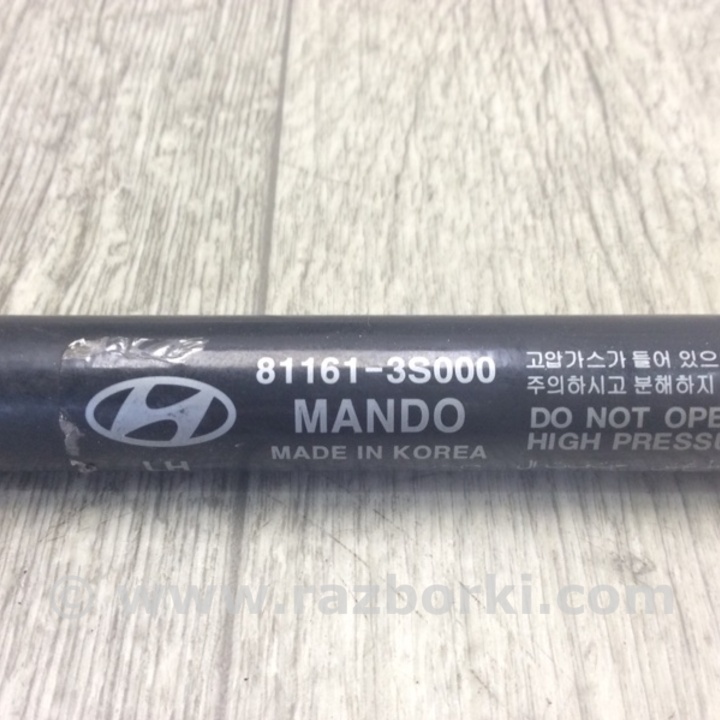 81161-3S000
MANDO
MADE IN KOREA
LH
고압가스가 들어 있으
주의하시고 분해하지
DO NOT OPE
HIGH PRESSU
© www.razborki.com